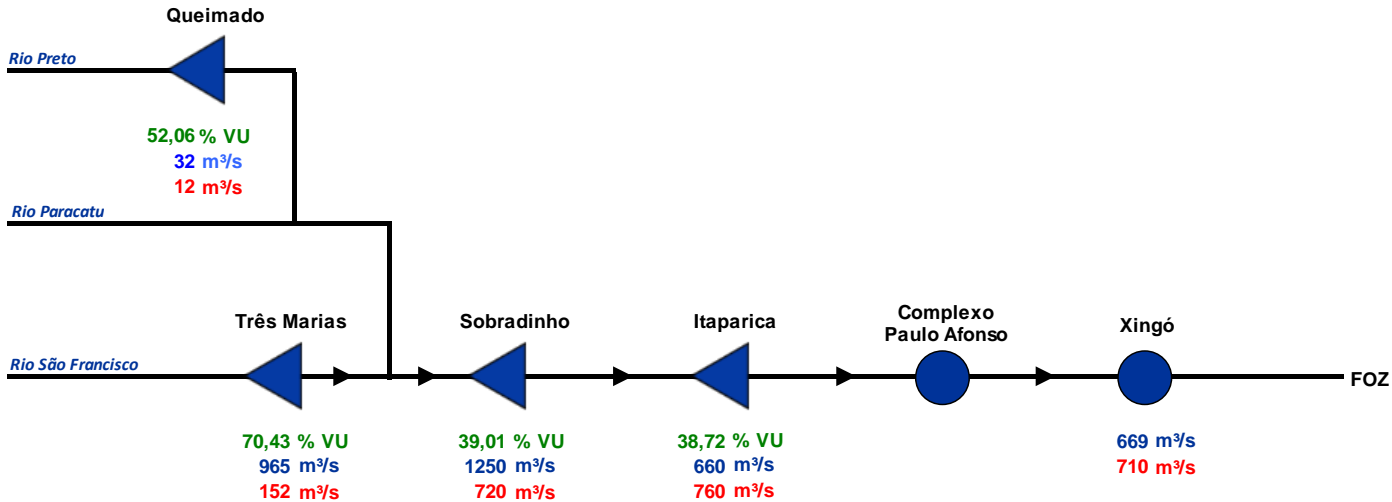 Queimado
Rio Preto
52,06 % VU
32 m³/s
12 m³/s
Rio Paracatu
Três Marias
Sobradinho
Itaparica
Complexo
Paulo Afonso
Xingó
Rio São Francisco
FOZ
70,43 % VU
965 m³/s
152 m³/s
39,01 % VU
1250 m³/s
720 m³/s
38,72 % VU
660 m³/s
760 m³/s
669 m³/s
710 m³/s